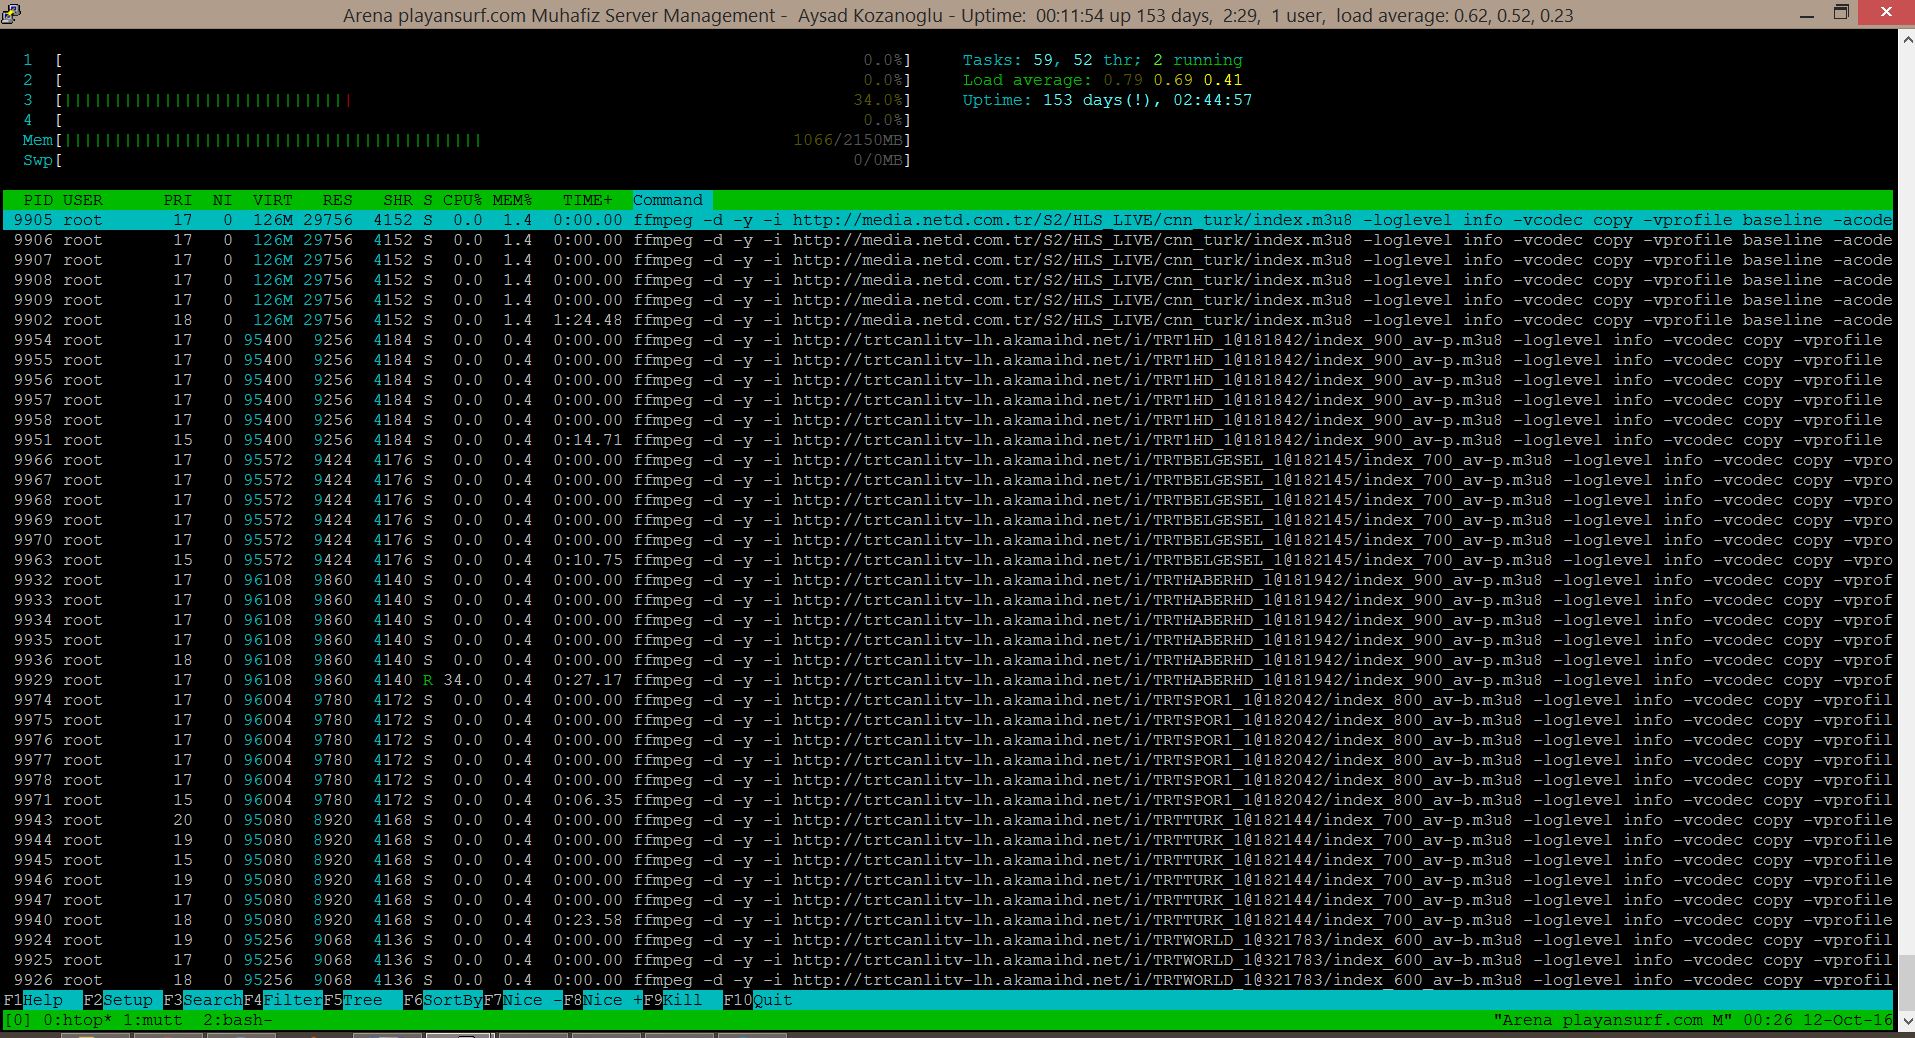 Arena playansurf.com Muhafiz Server Management -  Aysad Kozanoglu - Uptime:  00:11:54 up 153 days,  2:29,  1 user,  load average: 0.62, 0.52, 0.23
1 [ 0.0%] Tasks: 59, 52 thr; 2 running
2 [ 0.0%] Load average: 0.79 0.69 0.41
3 [||||||||||||||||||||||||||||| 34.0%] Uptime: 153 days(!), 02:44:57
4 [ 0.0%]
Mem[|||||||||||||||||||||||||||||||||||||||||| 1066/2150MB]
Swp[ 0/0MB]
PID USER PRI NI VIRT RES SHR S CPU% MEM% TIME+ Command
9905 root 17 0 126M 29756 4152 S 0.0 1.4 0:00.00 ffmpeg -d -y -i http://media.netd.com.tr/S2/HLS_LIVE/cnn_turk/index.m3u8 -loglevel info -vcodec copy -vprofile baseline -acode
9906 root 17 0 126M 29756 4152 S 0.0 1.4 0:00.00 ffmpeg -d -y -i http://media.netd.com.tr/S2/HLS_LIVE/cnn_turk/index.m3u8 -loglevel info -vcodec copy -vprofile baseline -acode
9907 root 17 0 126M 29756 4152 S 0.0 1.4 0:00.00 ffmpeg -d -y -i http://media.netd.com.tr/S2/HLS_LIVE/cnn_turk/index.m3u8 -loglevel info -vcodec copy -vprofile baseline -acode
9908 root 17 0 126M 29756 4152 S 0.0 1.4 0:00.00 ffmpeg -d -y -i http://media.netd.com.tr/S2/HLS_LIVE/cnn_turk/index.m3u8 -loglevel info -vcodec copy -vprofile baseline -acode
9909 root 17 0 126M 29756 4152 S 0.0 1.4 0:00.00 ffmpeg -d -y -i http://media.netd.com.tr/S2/HLS_LIVE/cnn_turk/index.m3u8 -loglevel info -vcodec copy -vprofile baseline -acode
9902 root 18 0 126M 29756 4152 S 0.0 1.4 1:24.48 ffmpeg -d -y -i http://media.netd.com.tr/S2/HLS_LIVE/cnn_turk/index.m3u8 -loglevel info -vcodec copy -vprofile baseline -acode
9954 root 17 0 95400 9256 4184 S 0.0 0.4 0:00.00 ffmpeg -d -y -i http://trtcanlitv-lh.akamaihd.net/i/TRT1HD_1@181842/index_900_av-p.m3u8 -loglevel info -vcodec copy -vprofile
9955 root 17 0 95400 9256 4184 S 0.0 0.4 0:00.00 ffmpeg -d -y -i http://trtcanlitv-lh.akamaihd.net/i/TRT1HD_1@181842/index_900_av-p.m3u8 -loglevel info -vcodec copy -vprofile
9956 root 17 0 95400 9256 4184 S 0.0 0.4 0:00.00 ffmpeg -d -y -i http://trtcanlitv-lh.akamaihd.net/i/TRT1HD_1@181842/index_900_av-p.m3u8 -loglevel info -vcodec copy -vprofile
9957 root 17 0 95400 9256 4184 S 0.0 0.4 0:00.00 ffmpeg -d -y -i http://trtcanlitv-lh.akamaihd.net/i/TRT1HD_1@181842/index_900_av-p.m3u8 -loglevel info -vcodec copy -vprofile
9958 root 17 0 95400 9256 4184 S 0.0 0.4 0:00.00 ffmpeg -d -y -i http://trtcanlitv-lh.akamaihd.net/i/TRT1HD_1@181842/index_900_av-p.m3u8 -loglevel info -vcodec copy -vprofile
9951 root 15 0 95400 9256 4184 S 0.0 0.4 0:14.71 ffmpeg -d -y -i http://trtcanlitv-lh.akamaihd.net/i/TRT1HD_1@181842/index_900_av-p.m3u8 -loglevel info -vcodec copy -vprofile
9966 root 17 0 95572 9424 4176 S 0.0 0.4 0:00.00 ffmpeg -d -y -i http://trtcanlitv-lh.akamaihd.net/i/TRTBELGESEL_1@182145/index_700_av-p.m3u8 -loglevel info -vcodec copy -vpro
9967 root 17 0 95572 9424 4176 S 0.0 0.4 0:00.00 ffmpeg -d -y -i http://trtcanlitv-lh.akamaihd.net/i/TRTBELGESEL_1@182145/index_700_av-p.m3u8 -loglevel info -vcodec copy -vpro
9968 root 17 0 95572 9424 4176 S 0.0 0.4 0:00.00 ffmpeg -d -y -i http://trtcanlitv-lh.akamaihd.net/i/TRTBELGESEL_1@182145/index_700_av-p.m3u8 -loglevel info -vcodec copy -vpro
9969 root 17 0 95572 9424 4176 S 0.0 0.4 0:00.00 ffmpeg -d -y -i http://trtcanlitv-lh.akamaihd.net/i/TRTBELGESEL_1@182145/index_700_av-p.m3u8 -loglevel info -vcodec copy -vpro
9970 root 17 0 95572 9424 4176 S 0.0 0.4 0:00.00 ffmpeg -d -y -i http://trtcanlitv-lh.akamaihd.net/i/TRTBELGESEL_1@182145/index_700_av-p.m3u8 -loglevel info -vcodec copy -vpro
9963 root 15 0 95572 9424 4176 S 0.0 0.4 0:10.75 ffmpeg -d -y -i http://trtcanlitv-lh.akamaihd.net/i/TRTBELGESEL_1@182145/index_700_av-p.m3u8 -loglevel info -vcodec copy -vpro
9932 root 17 0 96108 9860 4140 S 0.0 0.4 0:00.00 ffmpeg -d -y -i http://trtcanlitv-lh.akamaihd.net/i/TRTHABERHD_1@181942/index_900_av-p.m3u8 -loglevel info -vcodec copy -vprof
9933 root 17 0 96108 9860 4140 S 0.0 0.4 0:00.00 ffmpeg -d -y -i http://trtcanlitv-lh.akamaihd.net/i/TRTHABERHD_1@181942/index_900_av-p.m3u8 -loglevel info -vcodec copy -vprof
9934 root 17 0 96108 9860 4140 S 0.0 0.4 0:00.00 ffmpeg -d -y -i http://trtcanlitv-lh.akamaihd.net/i/TRTHABERHD_1@181942/index_900_av-p.m3u8 -loglevel info -vcodec copy -vprof
9935 root 17 0 96108 9860 4140 S 0.0 0.4 0:00.00 ffmpeg -d -y -i http://trtcanlitv-lh.akamaihd.net/i/TRTHABERHD_1@181942/index_900_av-p.m3u8 -loglevel info -vcodec copy -vprof
9936 root 18 0 96108 9860 4140 S 0.0 0.4 0:00.00 ffmpeg -d -y -i http://trtcanlitv-lh.akamaihd.net/i/TRTHABERHD_1@181942/index_900_av-p.m3u8 -loglevel info -vcodec copy -vprof
9929 root 17 0 96108 9860 4140 R 34.0 0.4 0:27.17 ffmpeg -d -y -i http://trtcanlitv-lh.akamaihd.net/i/TRTHABERHD_1@181942/index_900_av-p.m3u8 -loglevel info -vcodec copy -vprof
9974 root 17 0 96004 9780 4172 S 0.0 0.4 0:00.00 ffmpeg -d -y -i http://trtcanlitv-lh.akamaihd.net/i/TRTSPOR1_1@182042/index_800_av-b.m3u8 -loglevel info -vcodec copy -vprofil
9975 root 17 0 96004 9780 4172 S 0.0 0.4 0:00.00 ffmpeg -d -y -i http://trtcanlitv-lh.akamaihd.net/i/TRTSPOR1_1@182042/index_800_av-b.m3u8 -loglevel info -vcodec copy -vprofil
9976 root 17 0 96004 9780 4172 S 0.0 0.4 0:00.00 ffmpeg -d -y -i http://trtcanlitv-lh.akamaihd.net/i/TRTSPOR1_1@182042/index_800_av-b.m3u8 -loglevel info -vcodec copy -vprofil
9977 root 17 0 96004 9780 4172 S 0.0 0.4 0:00.00 ffmpeg -d -y -i http://trtcanlitv-lh.akamaihd.net/i/TRTSPOR1_1@182042/index_800_av-b.m3u8 -loglevel info -vcodec copy -vprofil
9978 root 17 0 96004 9780 4172 S 0.0 0.4 0:00.00 ffmpeg -d -y -i http://trtcanlitv-lh.akamaihd.net/i/TRTSPOR1_1@182042/index_800_av-b.m3u8 -loglevel info -vcodec copy -vprofil
9971 root 15 0 96004 9780 4172 S 0.0 0.4 0:06.35 ffmpeg -d -y -i http://trtcanlitv-lh.akamaihd.net/i/TRTSPOR1_1@182042/index_800_av-b.m3u8 -loglevel info -vcodec copy -vprofil
9943 root 20 0 95080 8920 4168 S 0.0 0.4 0:00.00 ffmpeg -d -y -i http://trtcanlitv-lh.akamaihd.net/i/TRTTURK_1@182144/index_700_av-p.m3u8 -loglevel info -vcodec copy -vprofile
9944 root 19 0 95080 8920 4168 S 0.0 0.4 0:00.00 ffmpeg -d -y -i http://trtcanlitv-lh.akamaihd.net/i/TRTTURK_1@182144/index_700_av-p.m3u8 -loglevel info -vcodec copy -vprofile
9945 root 15 0 95080 8920 4168 S 0.0 0.4 0:00.00 ffmpeg -d -y -i http://trtcanlitv-lh.akamaihd.net/i/TRTTURK_1@182144/index_700_av-p.m3u8 -loglevel info -vcodec copy -vprofile
9946 root 19 0 95080 8920 4168 S 0.0 0.4 0:00.00 ffmpeg -d -y -i http://trtcanlitv-lh.akamaihd.net/i/TRTTURK_1@182144/index_700_av-p.m3u8 -loglevel info -vcodec copy -vprofile
9947 root 17 0 95080 8920 4168 S 0.0 0.4 0:00.00 ffmpeg -d -y -i http://trtcanlitv-lh.akamaihd.net/i/TRTTURK_1@182144/index_700_av-p.m3u8 -loglevel info -vcodec copy -vprofile
9940 root 18 0 95080 8920 4168 S 0.0 0.4 0:23.58 ffmpeg -d -y -i http://trtcanlitv-lh.akamaihd.net/i/TRTTURK_1@182144/index_700_av-p.m3u8 -loglevel info -vcodec copy -vprofile
9924 root 19 0 95256 9068 4136 S 0.0 0.4 0:00.00 ffmpeg -d -y -i http://trtcanlitv-lh.akamaihd.net/i/TRTWORLD_1@321783/index_600_av-b.m3u8 -loglevel info -vcodec copy -vprofil
9925 root 17 0 95256 9068 4136 S 0.0 0.4 0:00.00 ffmpeg -d -y -i http://trtcanlitv-lh.akamaihd.net/i/TRTWORLD_1@321783/index_600_av-b.m3u8 -loglevel info -vcodec copy -vprofil
9926 root 18 0 95256 9068 4136 S 0.0 0.4 0:00.00 ffmpeg -d -y -i http://trtcanlitv-lh.akamaihd.net/i/TRTWORLD_1@321783/index_600_av-b.m3u8 -loglevel info -vcodec copy -vprofil
F1Help F2Setup F3SearchF4FilterF5Tree F6SortByF7Nice -F8Nice +F9Kill F10Quit
[0] 0:htop* 1:mutt 2:bash- "Arena playansurf.com M" 00:26 12-Oct-16